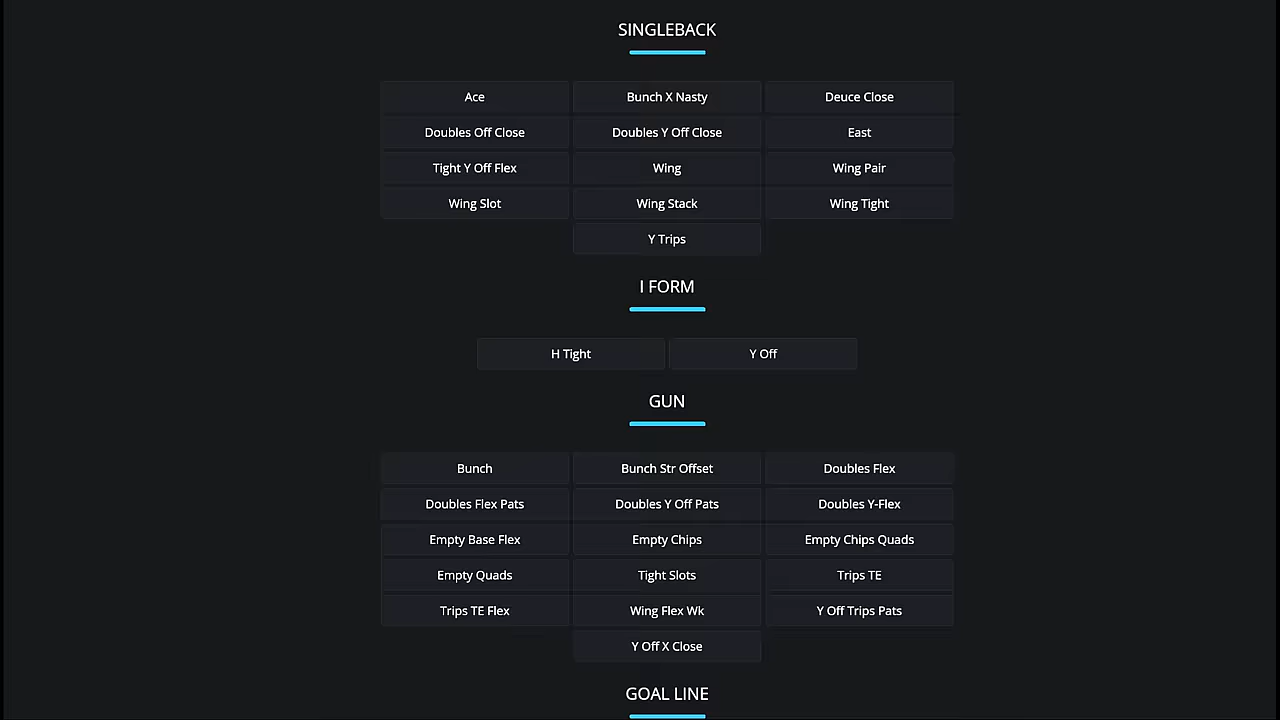 SINGLEBACK
Ace Bunch X Nasty Deuce Close
Doubles Off Close Doubles Y Off Close East
Tight Y Off Flex Wing Wing Pair
Wing Slot Wing Stack Wing Tight
Y Trips
I FORM
H Tight Y Off
GUN
Bunch Bunch Str Offset Doubles Flex
Doubles Flex Pats Doubles Y Off Pats Doubles Y-Flex
Empty Base Flex Empty Chips Empty Chips Quads
Empty Quads Tight Slots Trips TE
Trips TE Flex Wing Flex Wk Y Off Trips Pats
Y Off X Close
GOAL LINE